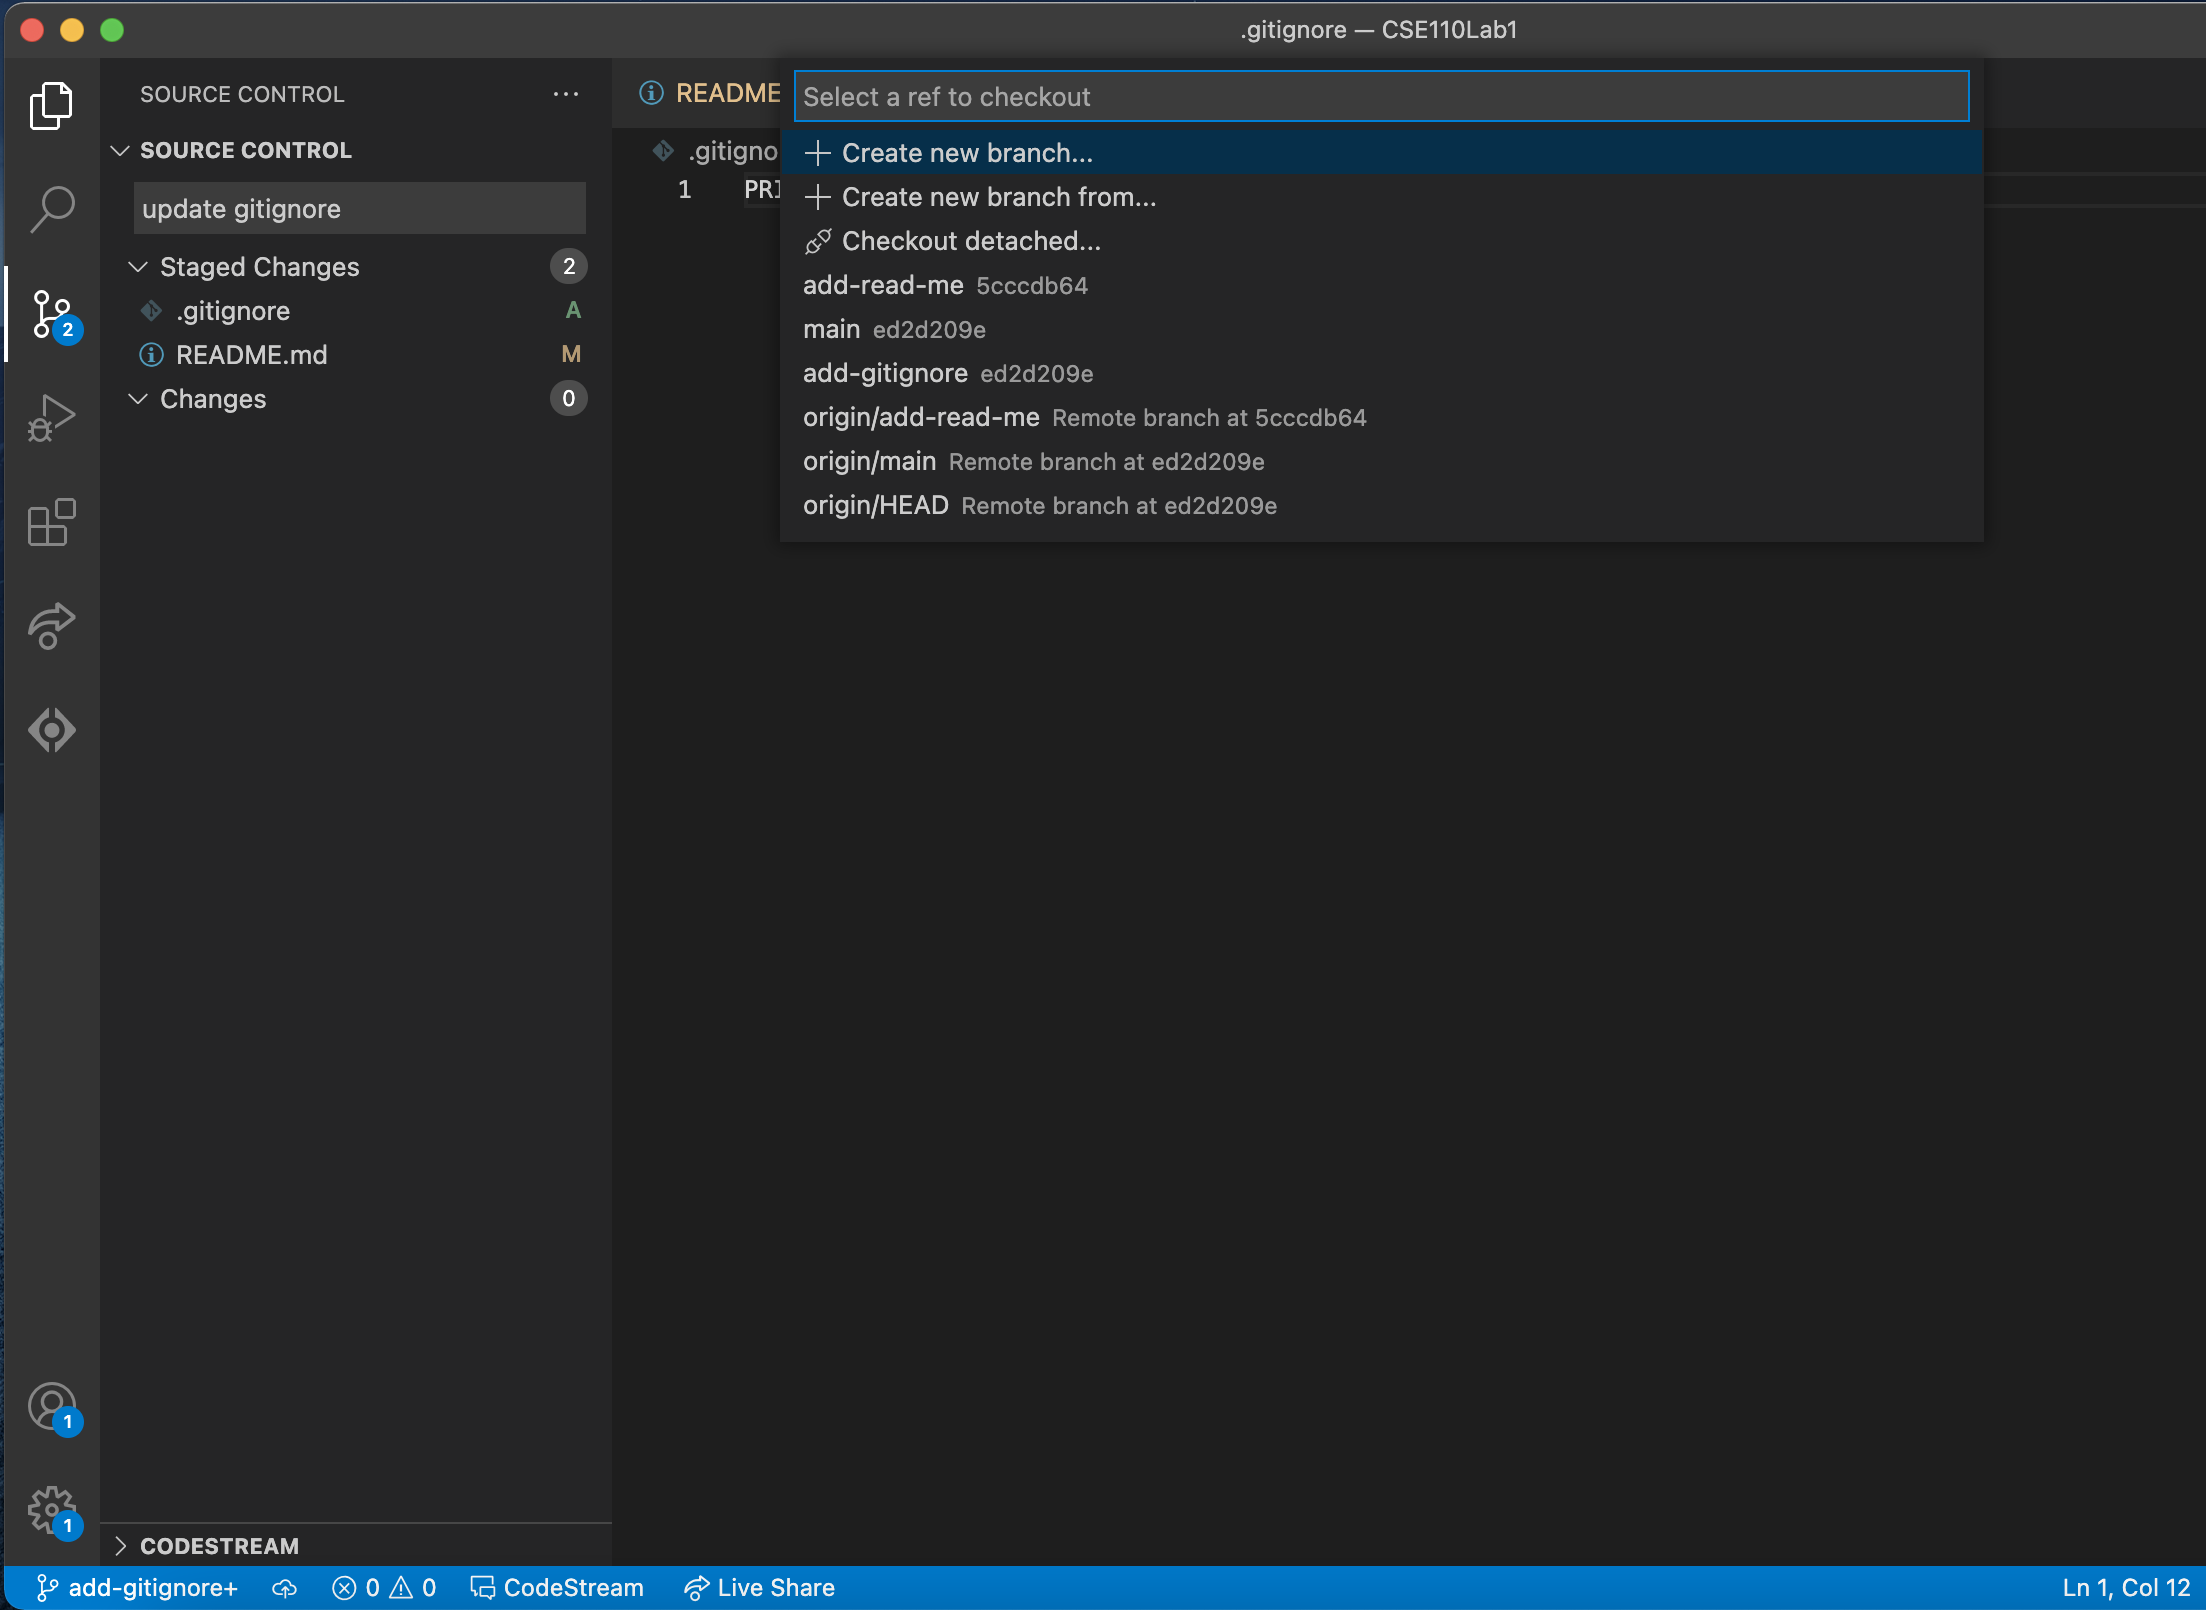 .gitignore — CSE110Lab1
SOURCE CONTROL
SOURCE CONTROL
update gitignore
Staged Changes 2
.gitignore A
README.md M
Changes 0
2
1
1
CODESTREAM
README
.gitigno
1 PRI
Select a ref to checkout
Create new branch...
Create new branch from...
Checkout detached...
add-read-me 5cccdb64
main ed2d209e
add-gitignore ed2d209e
origin/add-read-me Remote branch at 5cccdb64
origin/main Remote branch at ed2d209e
origin/HEAD Remote branch at ed2d209e
add-gitignore+ 0 0 CodeStream Live Share Ln 1, Col 12